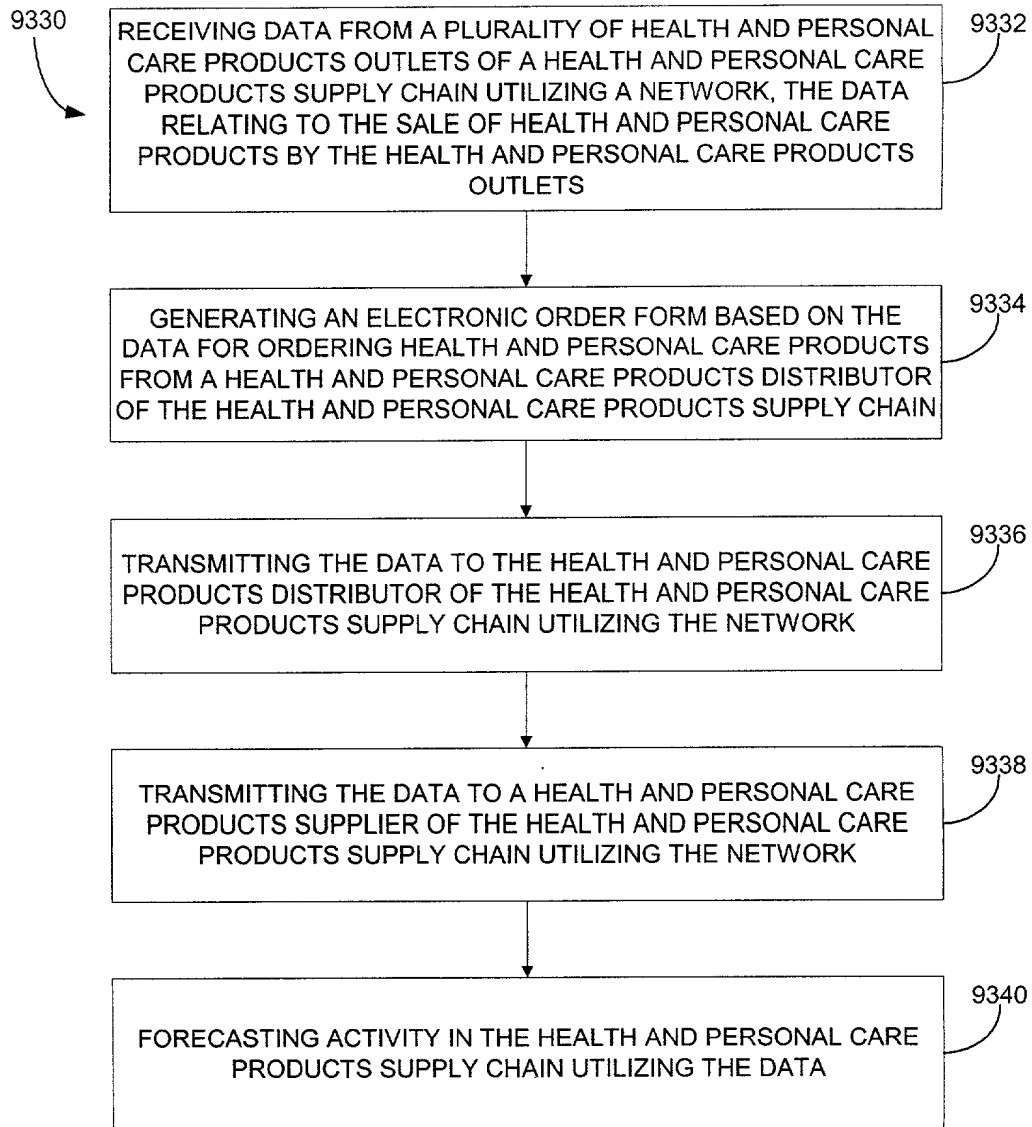 9330
RECEIVING DATA FROM A PLURALITY OF HEALTH AND PERSONAL
CARE PRODUCTS OUTLETS OF A HEALTH AND PERSONAL CARE
PRODUCTS SUPPLY CHAIN UTILIZING A NETWORK, THE DATA
RELATING TO THE SALE OF HEALTH AND PERSONAL CARE
PRODUCTS BY THE HEALTH AND PERSONAL CARE PRODUCTS
OUTLETS
9332
GENERATING AN ELECTRONIC ORDER FORM BASED ON THE
DATA FOR ORDERING HEALTH AND PERSONAL CARE PRODUCTS
FROM A HEALTH AND PERSONAL CARE PRODUCTS DISTRIBUTOR
OF THE HEALTH AND PERSONAL CARE PRODUCTS SUPPLY CHAIN
9334
TRANSMITTING THE DATA TO THE HEALTH AND PERSONAL CARE
PRODUCTS DISTRIBUTOR OF THE HEALTH AND PERSONAL CARE
PRODUCTS SUPPLY CHAIN UTILIZING THE NETWORK
9336
TRANSMITTING THE DATA TO A HEALTH AND PERSONAL CARE
PRODUCTS SUPPLIER OF THE HEALTH AND PERSONAL CARE
PRODUCTS SUPPLY CHAIN UTILIZING THE NETWORK
9338
FORECASTING ACTIVITY IN THE HEALTH AND PERSONAL CARE
PRODUCTS SUPPLY CHAIN UTILIZING THE DATA
9340